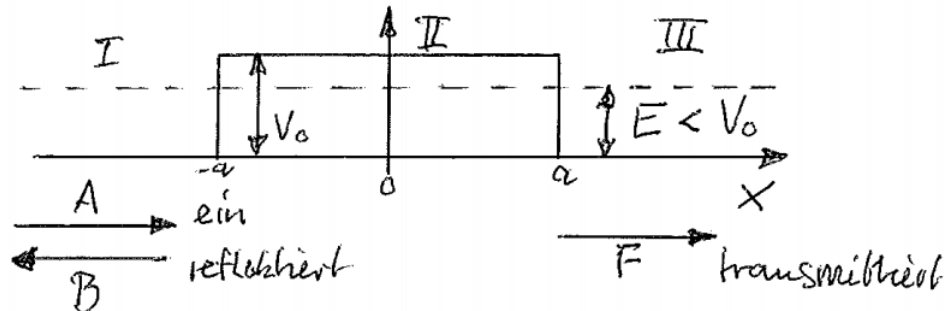 I II III
V₀ E < V₀
-a 0 a X
A ein
B reflektiert
F transmittiert